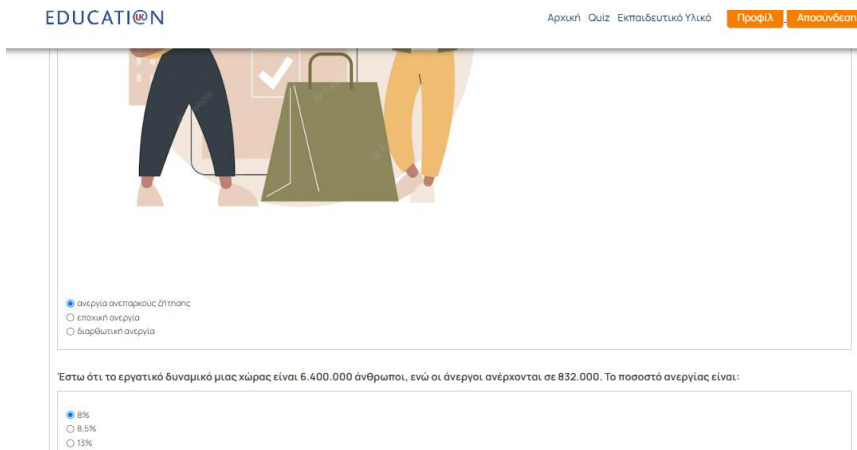 EDUCATI@N
Αρχική Quiz Εκπαιδευτικό Υλικό Προφίλ Αποσύνδεση
ανεργία ανεπαρκούς ζήτησης
εποχική ανεργία
διαρθωτική ανεργία
Έστω ότι το εργατικό δυναμικό μιας χώρας είναι 6.400.000 άνθρωποι, ενώ οι άνεργοι ανέρχονται σε 832.000. Το ποσοστό ανεργίας είναι:
8%
8,5%
13%